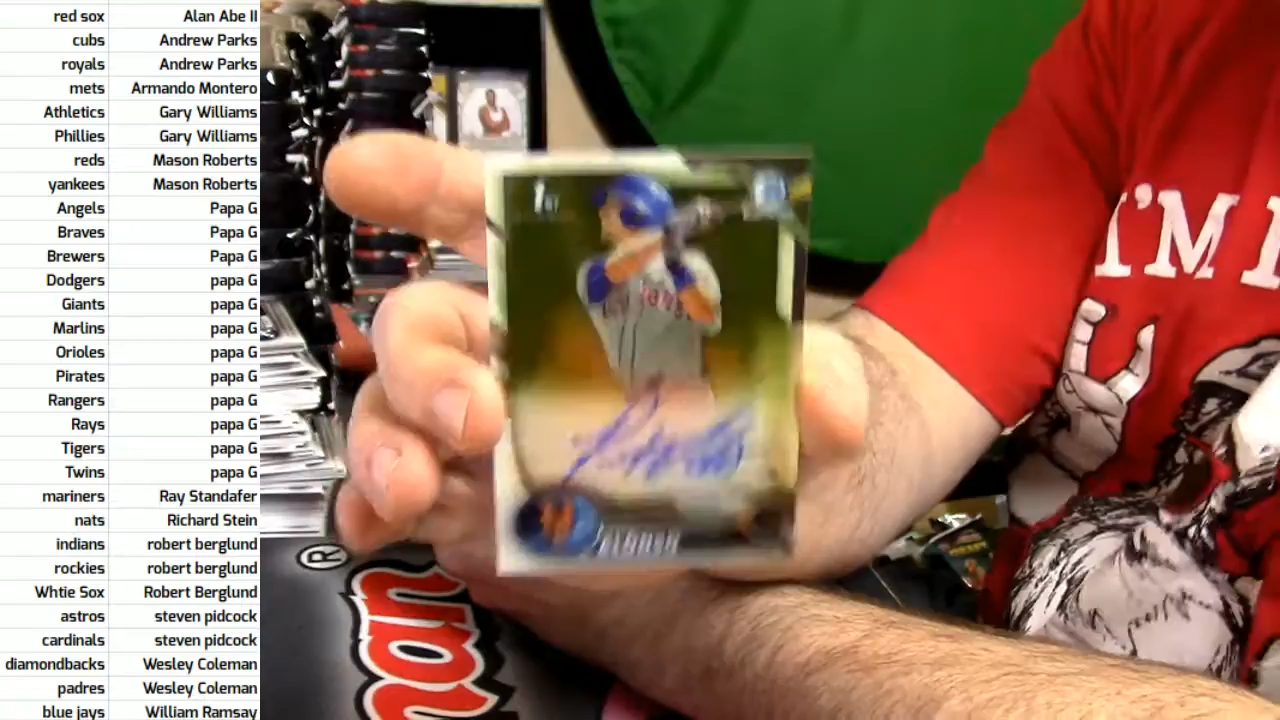 red sox Alan Abe II
cubs Andrew Parks
royals Andrew Parks
mets Armando Montero
Athletics Gary Williams
Phillies Gary Williams
reds Mason Roberts
yankees Mason Roberts
Angels Papa G
Braves Papa G
Brewers Papa G
Dodgers papa G
Giants papa G
Marlins papa G
Orioles papa G
Pirates papa G
Rangers papa G
Rays papa G
Tigers papa G
Twins papa G
mariners Ray Standafer
nats Richard Stein
indians robert berglund
rockies robert berglund
Whtie Sox Robert Berglund
astros steven pidcock
cardinals steven pidcock
diamondbacks Wesley Coleman
padres Wesley Coleman
blue jays William Ramsay
I'M
®